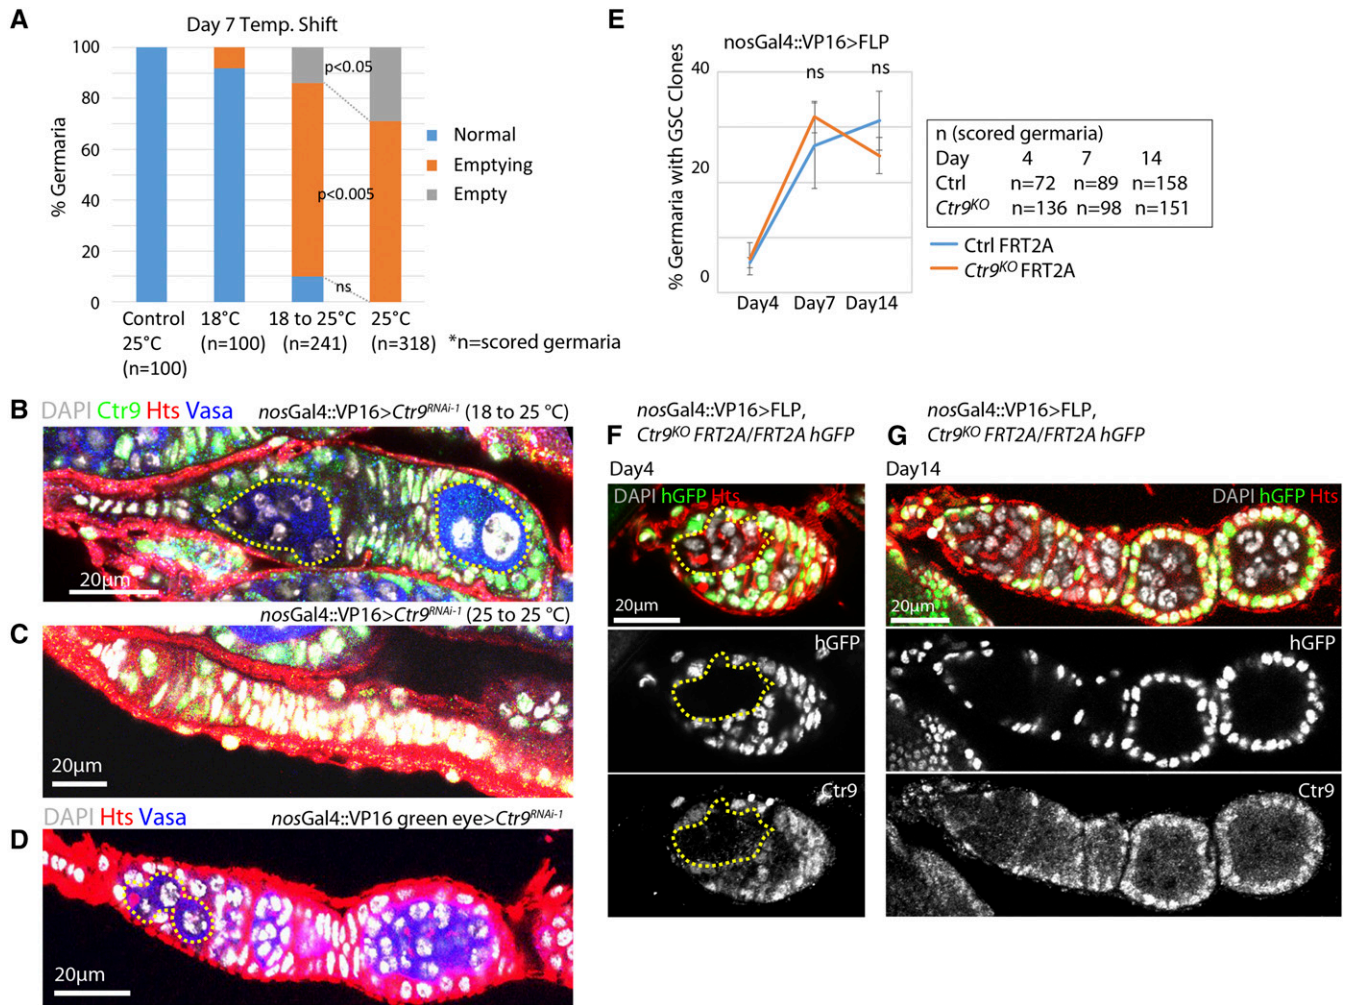 A
Day 7 Temp. Shift
% Germaria
100
80
60
40
20
0
p<0.05
p<0.005
ns
Normal
Emptying
Empty
Control
25°C
(n=100)
18°C
(n=100)
18 to 25°C
(n=241)
25°C
(n=318)
*n=scored germaria
E
nosGal4::VP16>FLP
% Germaria with GSC Clones
40
20
0
ns
ns
Day4
Day7
Day14
n (scored germaria)
Day 4 7 14
Ctrl n=72 n=89 n=158
Ctr9KO n=136 n=98 n=151
Ctrl FRT2A
Ctr9KO FRT2A
B
DAPI Ctr9 Hts Vasa
nosGal4::VP16>Ctr9RNAi-1 (18 to 25 °C)
20µm
C
nosGal4::VP16>Ctr9RNAi-1 (25 to 25 °C)
20µm
D
DAPI Hts Vasa
nosGal4::VP16 green eye>Ctr9RNAi-1
20µm
F
nosGal4::VP16>FLP,
Ctr9KO FRT2A/FRT2A hGFP
Day4
DAPI hGFP Hts
20µm
hGFP
Ctr9
G
nosGal4::VP16>FLP,
Ctr9KO FRT2A/FRT2A hGFP
Day14
DAPI hGFP Hts
20µm
hGFP
Ctr9